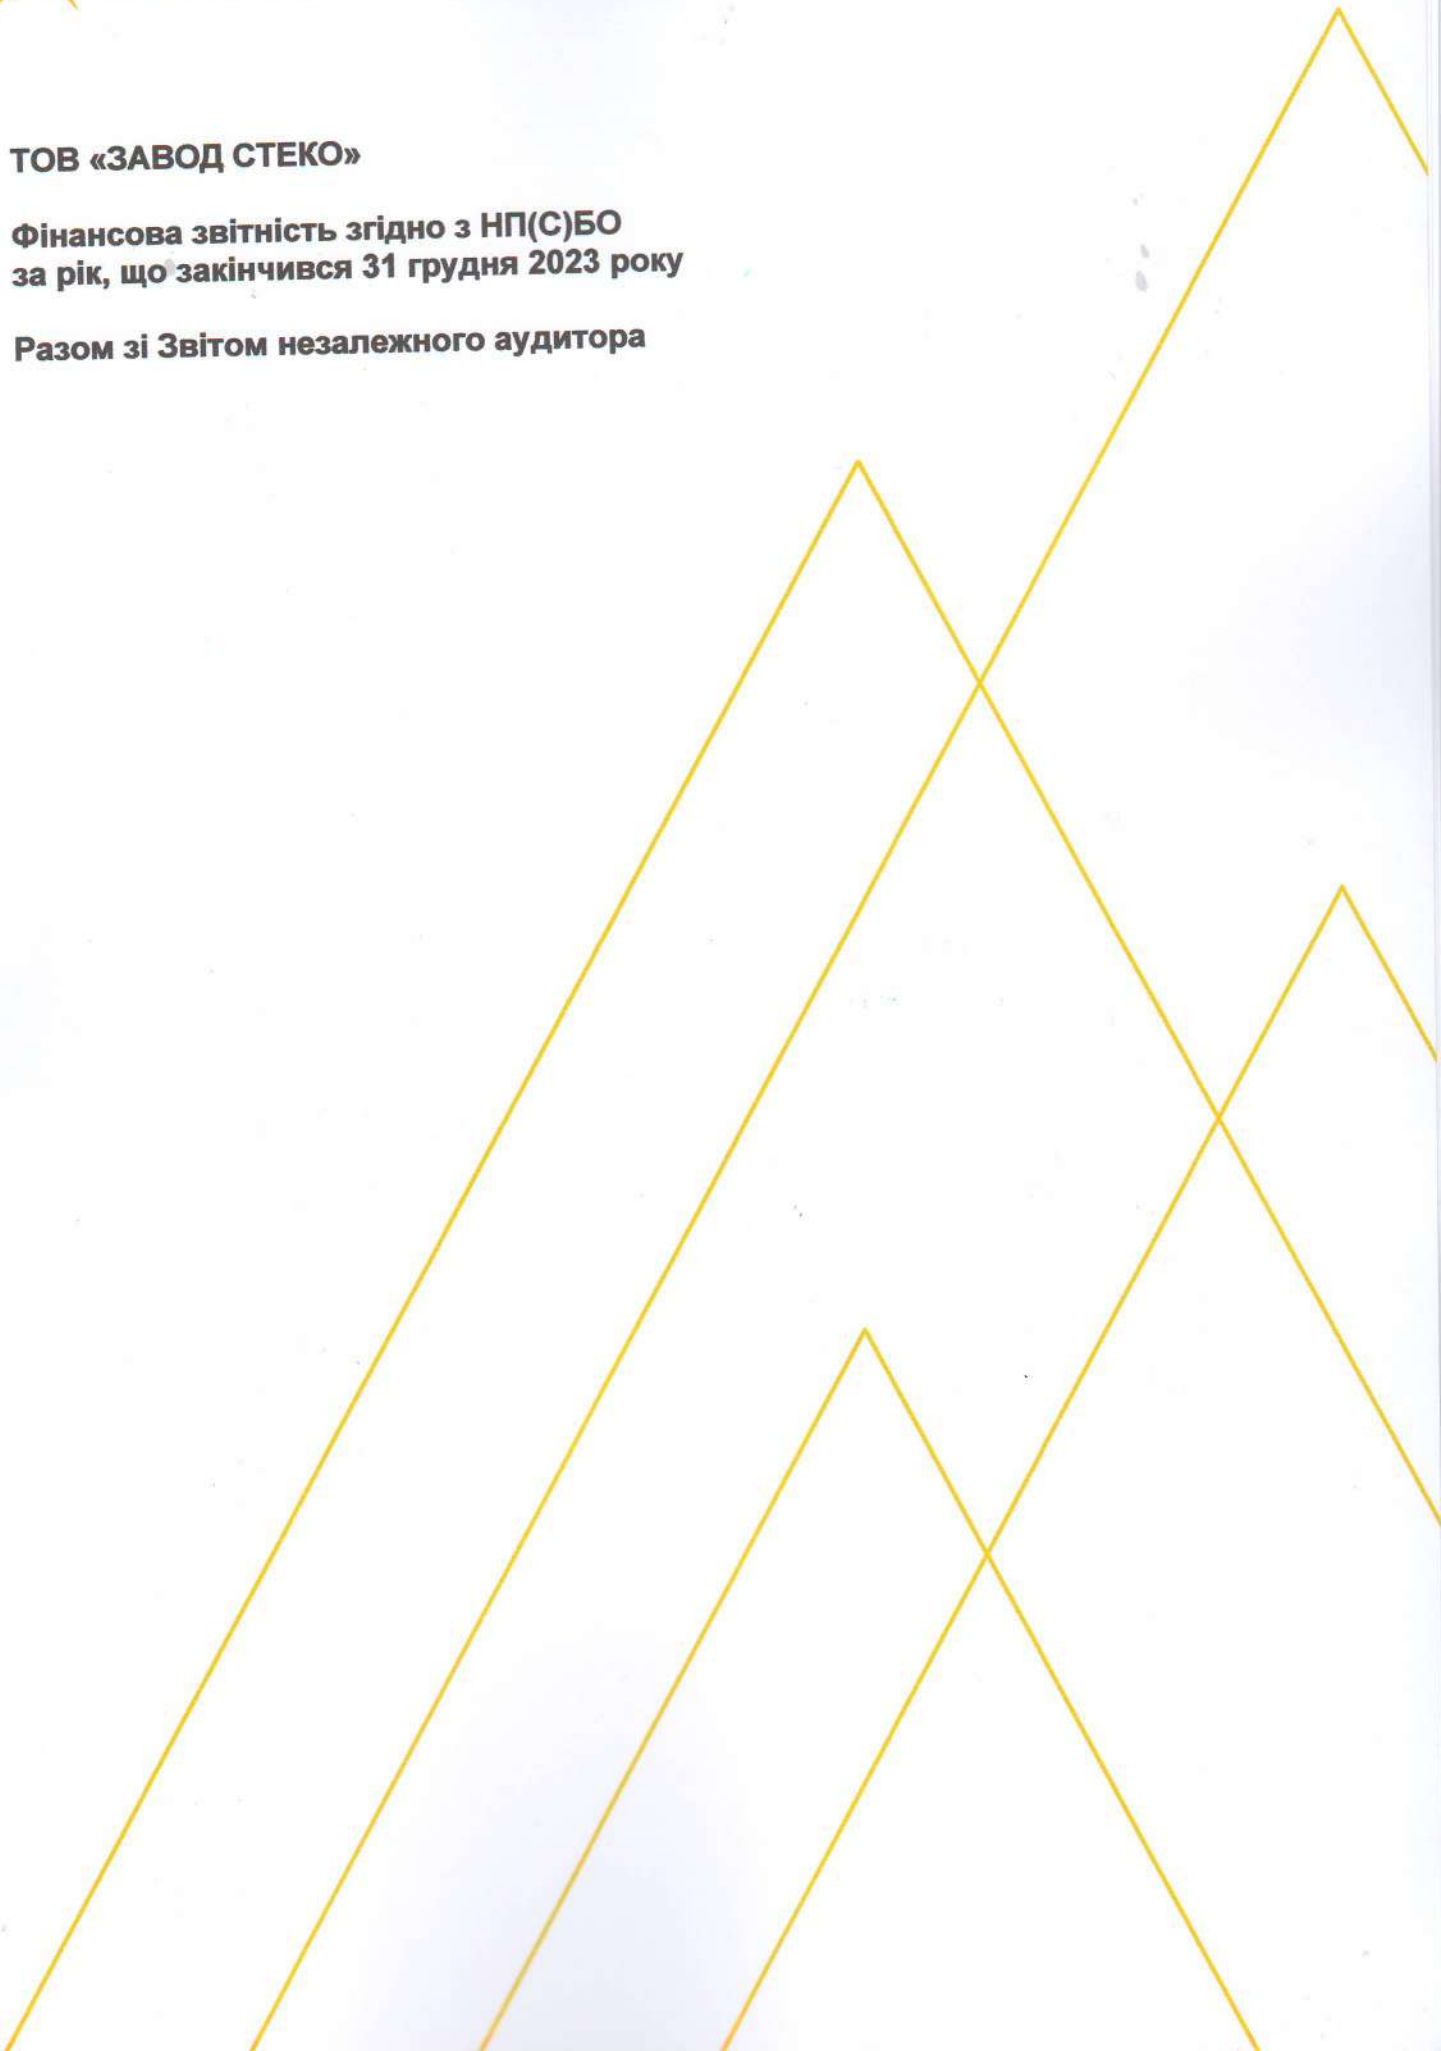 ТОВ «ЗАВОД СТЕКО»
Фінансова звітність згідно з НП(С)БО
за рік, що закінчився 31 грудня 2023 року
Разом зі Звітом незалежного аудитора